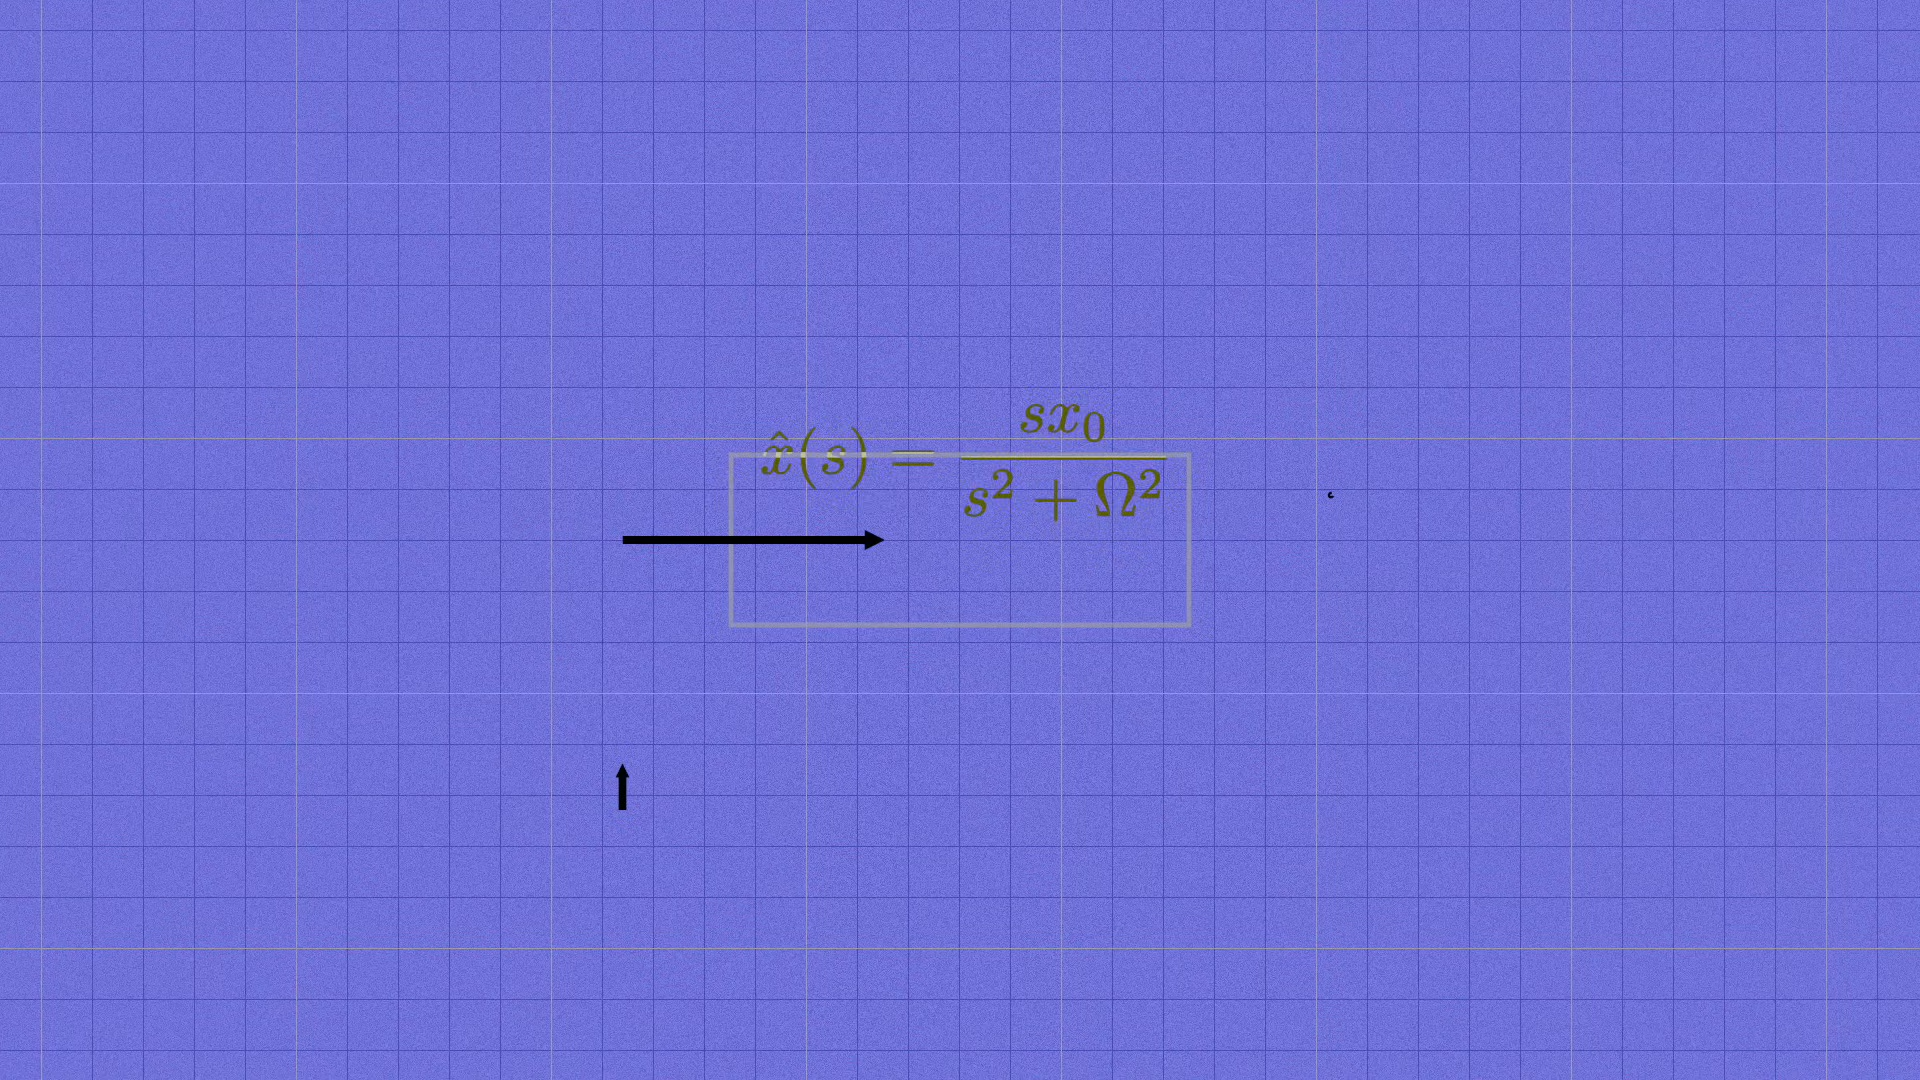 x̂(s) = sx₀ / (s² + Ω²)